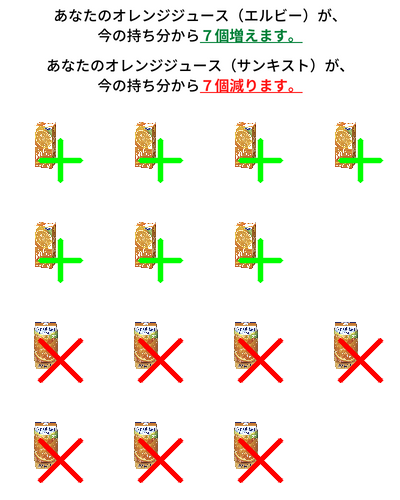 あなたのオレンジジュース（エルビー）が、
今の持ち分から７個増えます。
あなたのオレンジジュース（サンキスト）が、
今の持ち分から７個減ります。